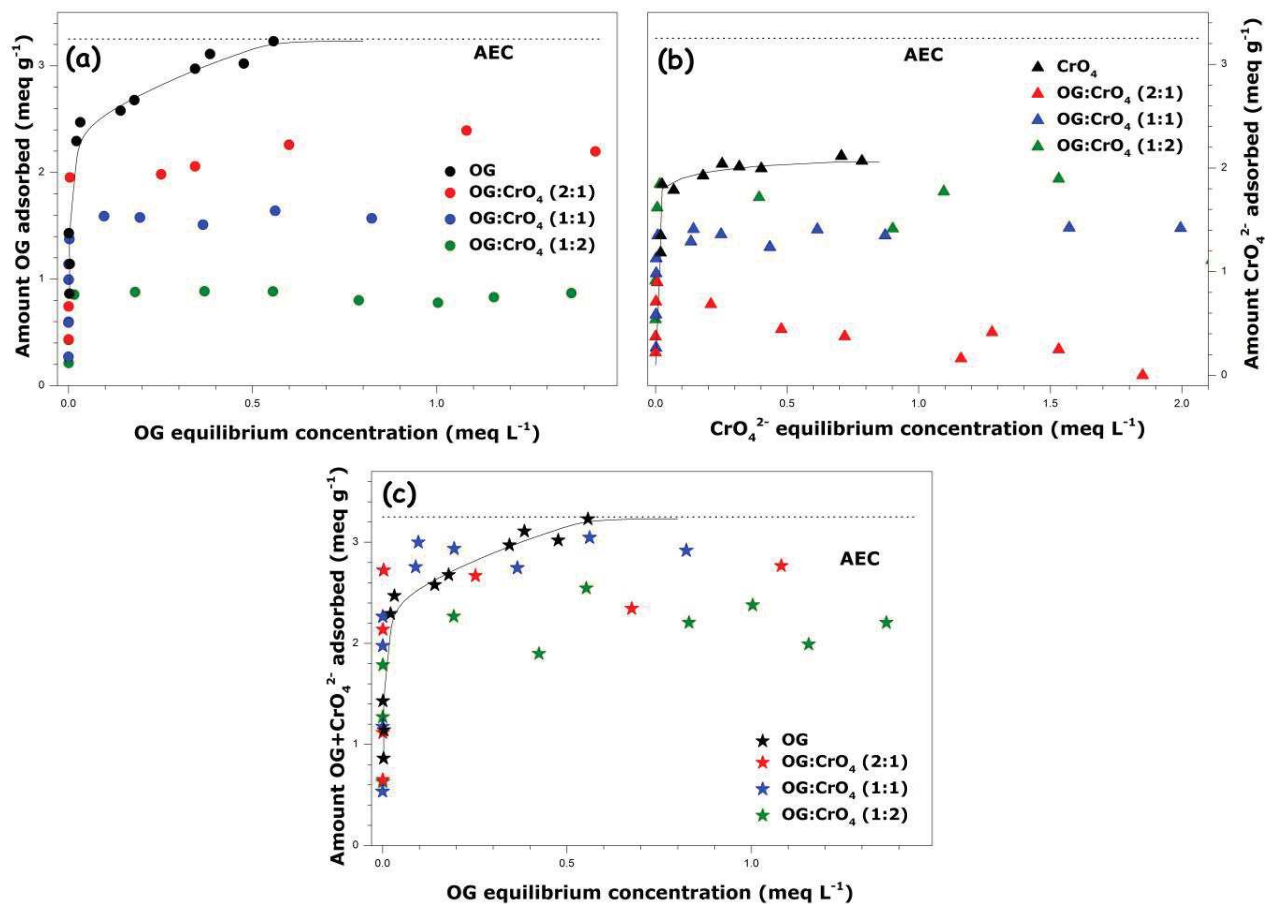 (a)
AEC
OG
OG:CrO₄ (2:1)
OG:CrO₄ (1:1)
OG:CrO₄ (1:2)
Amount OG adsorbed (meq g⁻¹)
0
1
2
3
0.0
0.5
1.0
OG equilibrium concentration (meq L⁻¹)
(b)
AEC
CrO₄
OG:CrO₄ (2:1)
OG:CrO₄ (1:1)
OG:CrO₄ (1:2)
Amount CrO₄²⁻ adsorbed (meq g⁻¹)
0
1
2
3
0.0
0.5
1.0
1.5
2.0
CrO₄²⁻ equilibrium concentration (meq L⁻¹)
(c)
AEC
OG
OG:CrO₄ (2:1)
OG:CrO₄ (1:1)
OG:CrO₄ (1:2)
Amount OG+CrO₄²⁻ adsorbed (meq g⁻¹)
0
1
2
3
0.0
0.5
1.0
OG equilibrium concentration (meq L⁻¹)